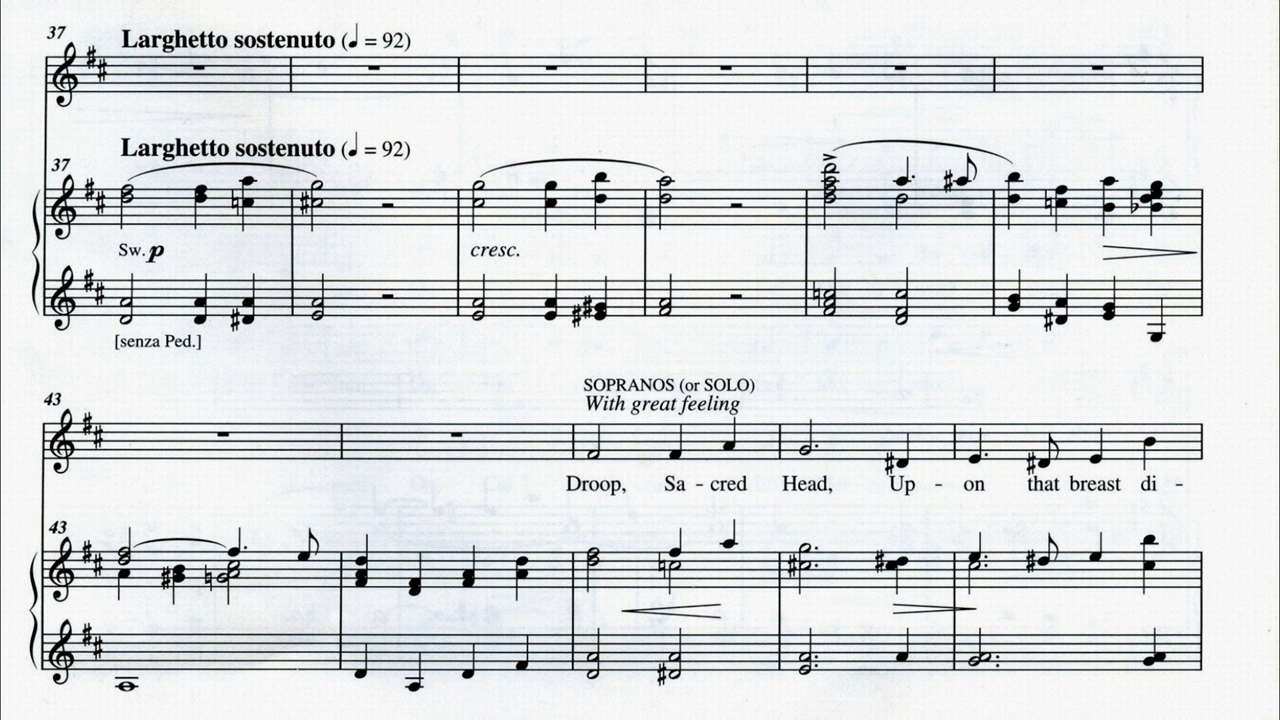 37
Larghetto sostenuto (♩ = 92)
Larghetto sostenuto (♩ = 92)
37
Sw. p
cresc.
[senza Ped.]
43
SOPRANOS (or SOLO)
With great feeling
Droop, Sa - cred Head, Up - on that breast di -
43